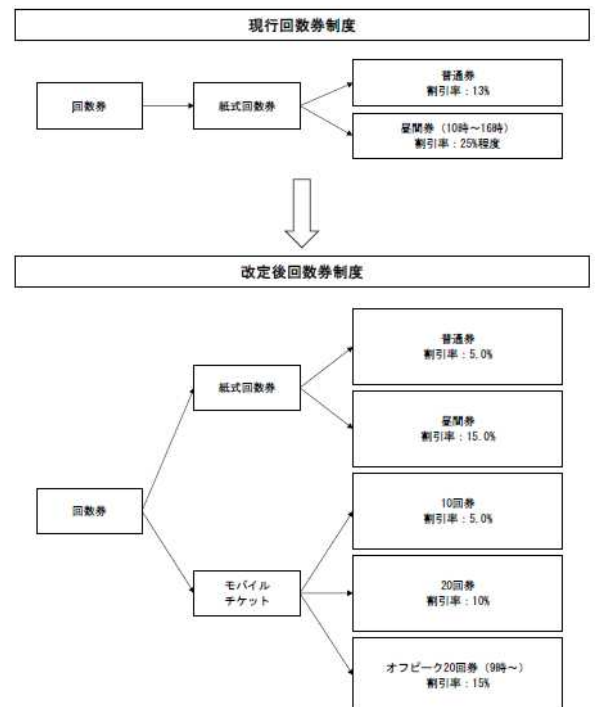 現行回数券制度
回数券
紙式回数券
普通券
割引率：13%
昼間券（10時～16時）
割引率：25%程度
改定後回数券制度
回数券
紙式回数券
普通券
割引率：5.0%
昼間券
割引率：15.0%
モバイル
チケット
10回券
割引率：5.0%
20回券
割引率：10%
オフピーク20回券（9時～）
割引率：15%